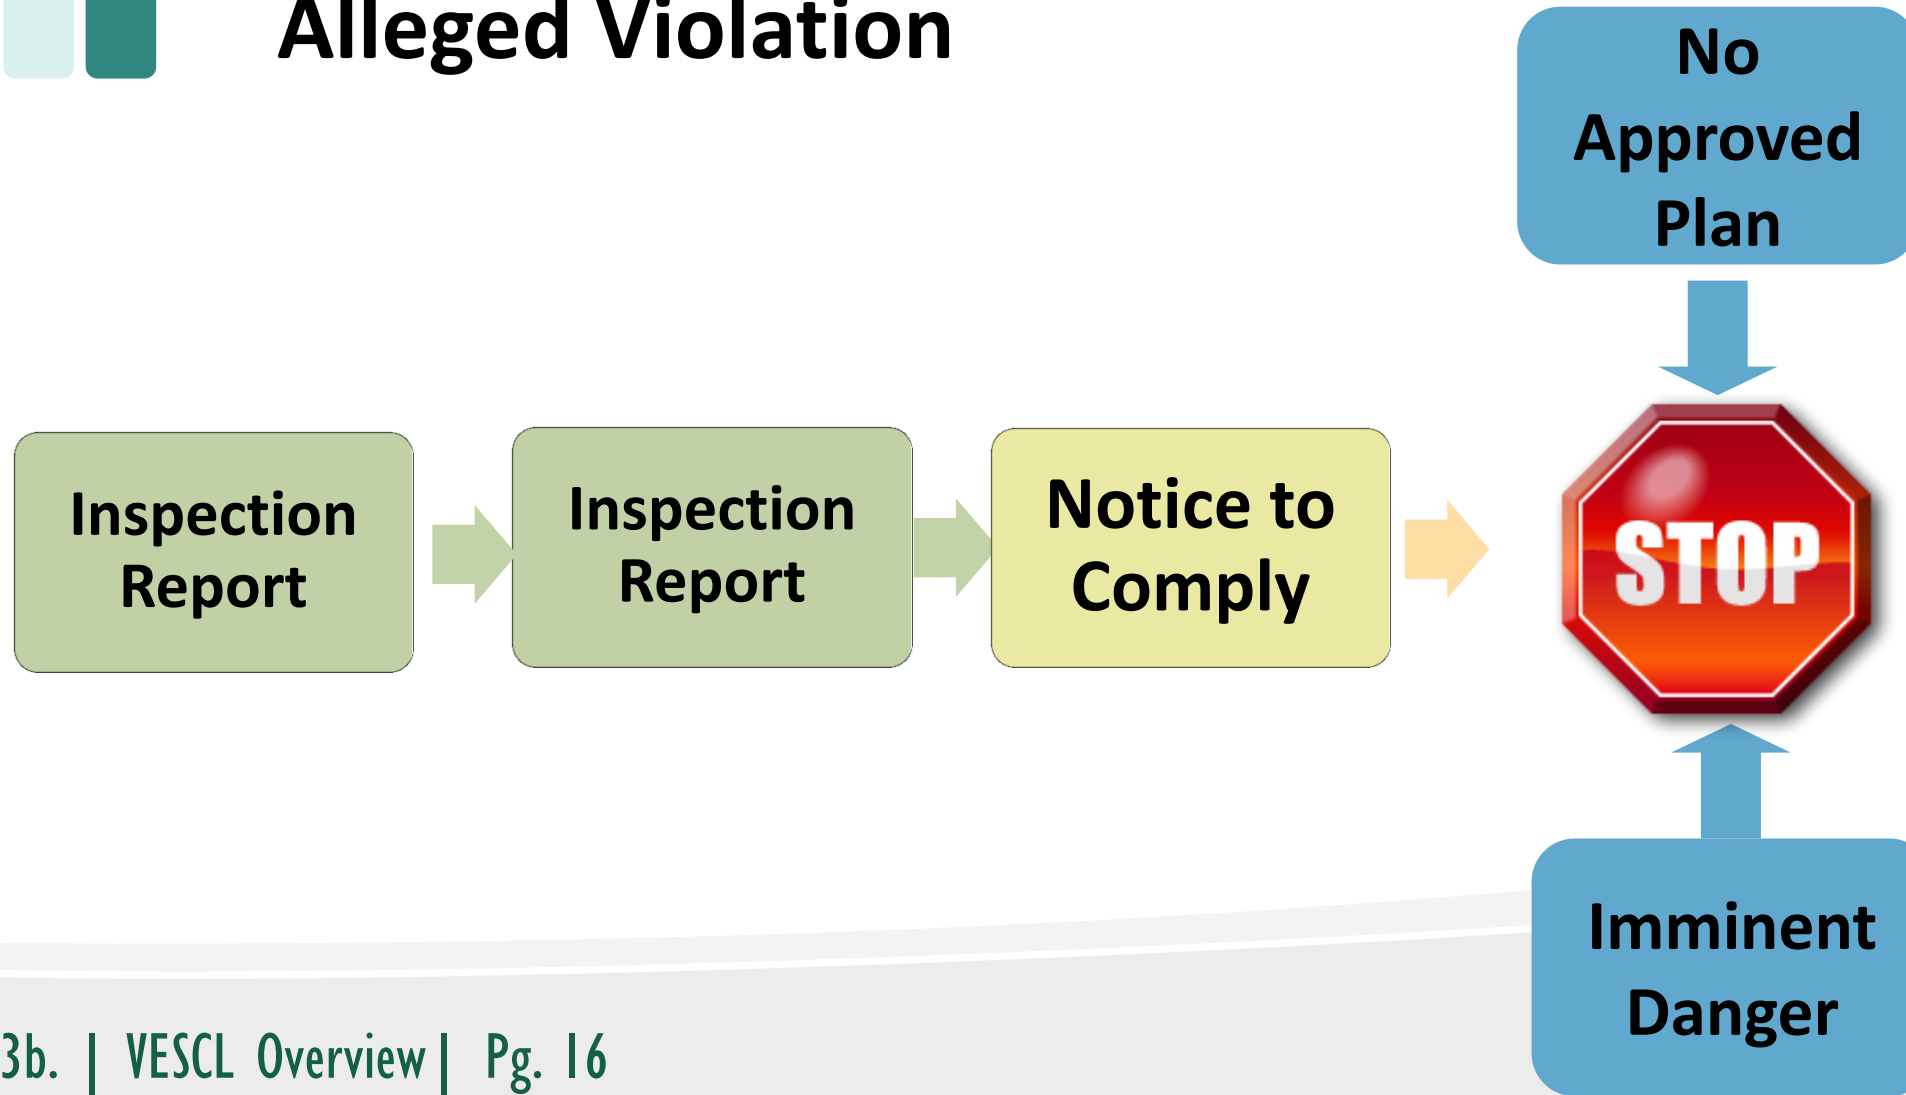 Alleged Violation
No
Approved
Plan
Inspection
Report
Inspection
Report
Notice to
Comply
STOP
Imminent
Danger
3b. | VESCL Overview| Pg. 16